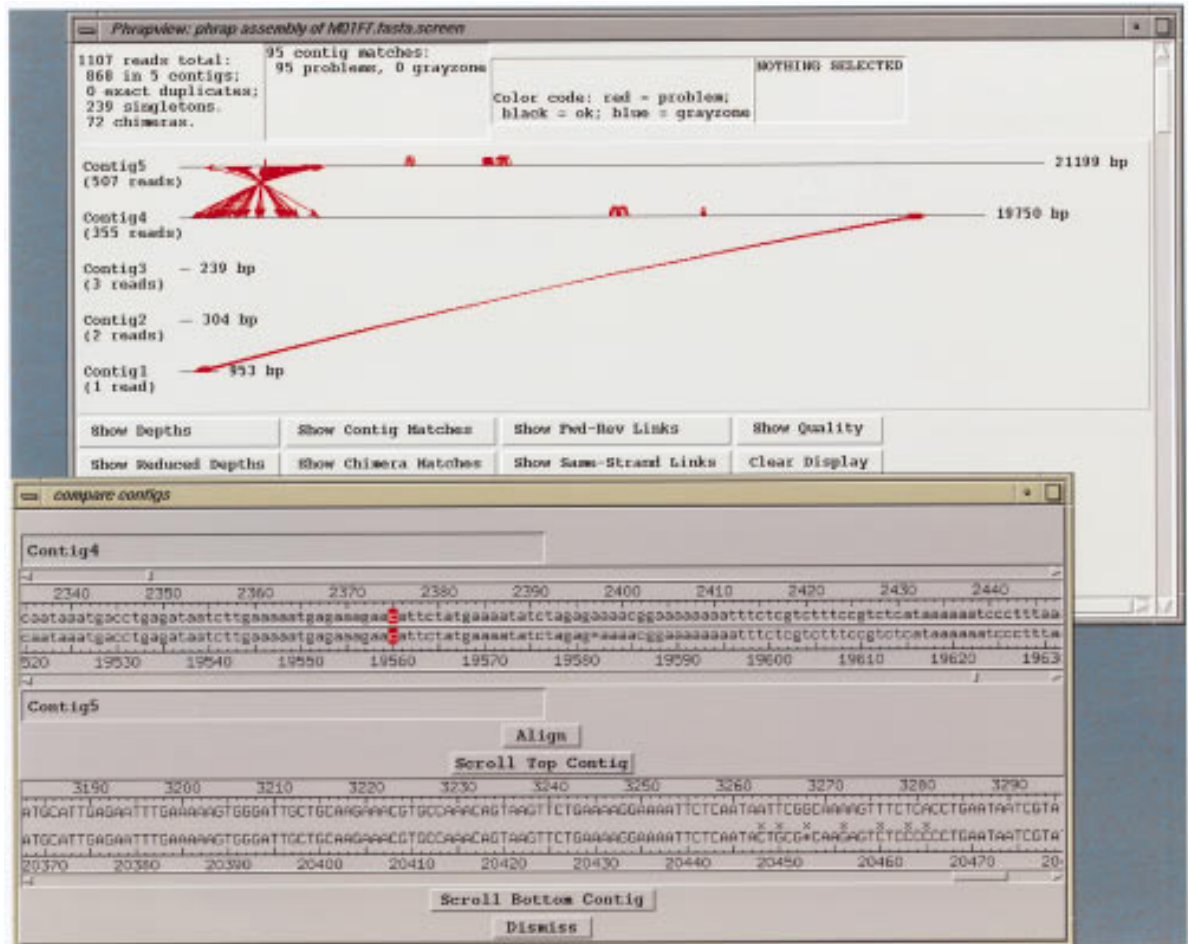 Phrapview: phrap assembly of M01F7.fasta.screen
1107 reads total:
868 in 5 contigs;
0 exact duplicates;
239 singletons.
72 chimeras.
95 contig matches:
95 problems, 0 grayzone
Color code: red = problem;
black = ok; blue = grayzone
NOTHING SELECTED
Contig5
(507 reads)
21199 bp
Contig4
(355 reads)
19750 bp
Contig3
(3 reads)
239 bp
Contig2
(2 reads)
304 bp
Contig1
(1 read)
953 bp
Show Depths
Show Contig Matches
Show Fwd-Rev Links
Show Quality
Show Reduced Depths
Show Chimera Matches
Show Same-Strand Links
Clear Display
compare contigs
Contig4
2340 2350 2360 2370 2380 2390 2400 2410 2420 2430 2440
520 19530 19540 19550 19560 19570 19580 19590 19600 19610 19620 1963
Contig5
Align
Scroll Top Contig
3190 3200 3210 3220 3230 3240 3250 3260 3270 3280 3290
20370 20380 20390 20400 20410 20420 20430 20440 20450 20460 20470 20
Scroll Bottom Contig
Dismiss